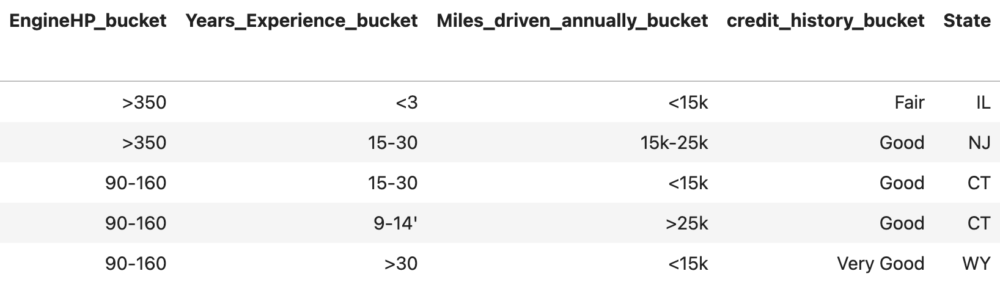 EngineHP_bucket Years_Experience_bucket Miles_driven_annually_bucket credit_history_bucket State
>350 <3 <15k Fair IL
>350 15-30 15k-25k Good NJ
90-160 15-30 <15k Good CT
90-160 9-14' >25k Good CT
90-160 >30 <15k Very Good WY